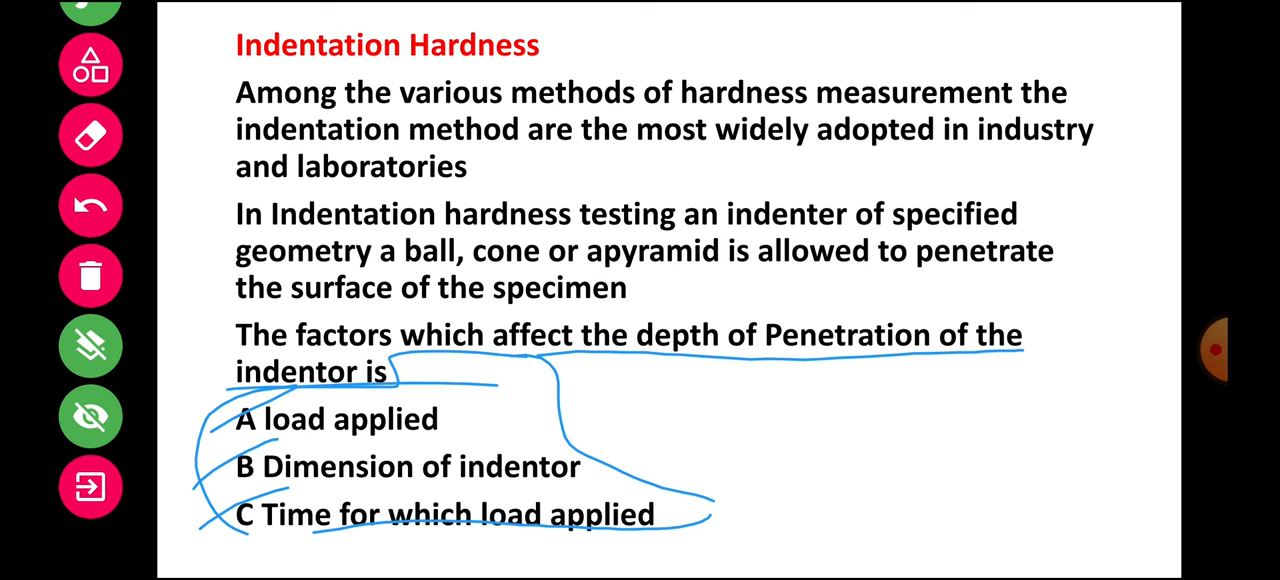 Indentation Hardness
Among the various methods of hardness measurement the
indentation method are the most widely adopted in industry
and laboratories
In Indentation hardness testing an indenter of specified
geometry a ball, cone or apyramid is allowed to penetrate
the surface of the specimen
The factors which affect the depth of Penetration of the
indentor is
A load applied
B Dimension of indentor
C Time for which load applied